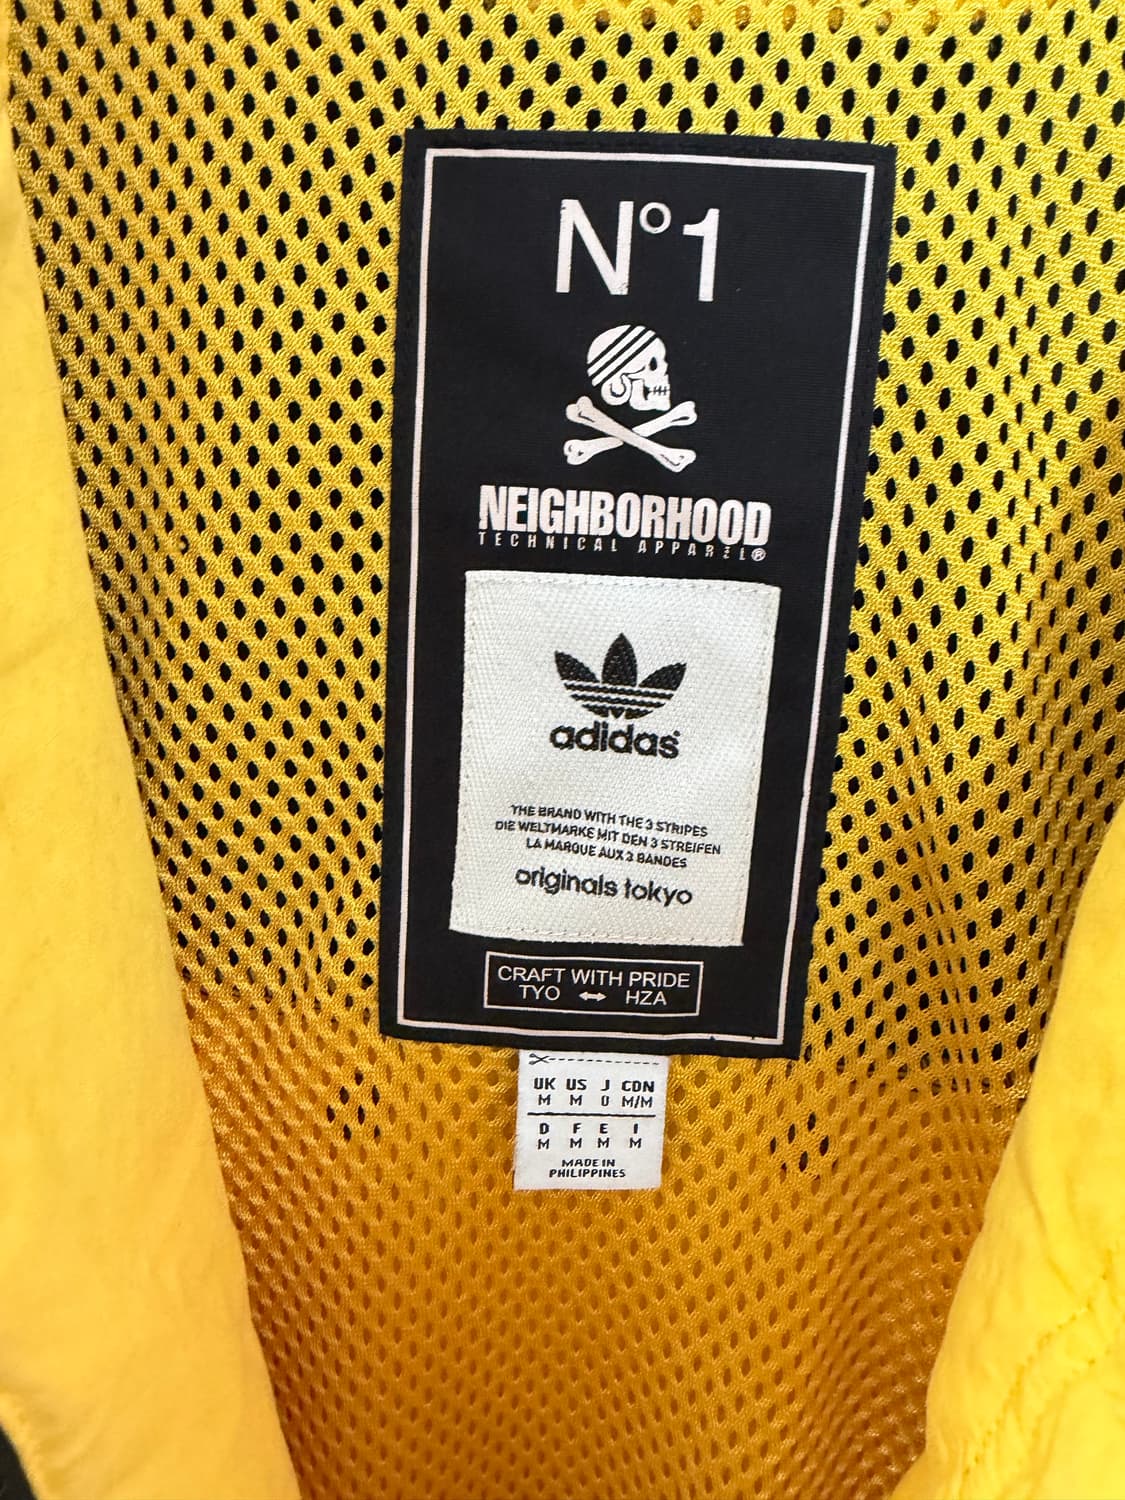 N°1
NEIGHBORHOOD
TECHNICAL APPAREL®
adidas
THE BRAND WITH THE 3 STRIPES
DIE WELTMARKE MIT DEN 3 STREIFEN
LA MARQUE AUX 3 BANDES
originals tokyo
CRAFT WITH PRIDE
TYO ↔ HZA
UK US J CDN
M M O M/M
D F E I
M M M M
MADE IN
PHILIPPINES